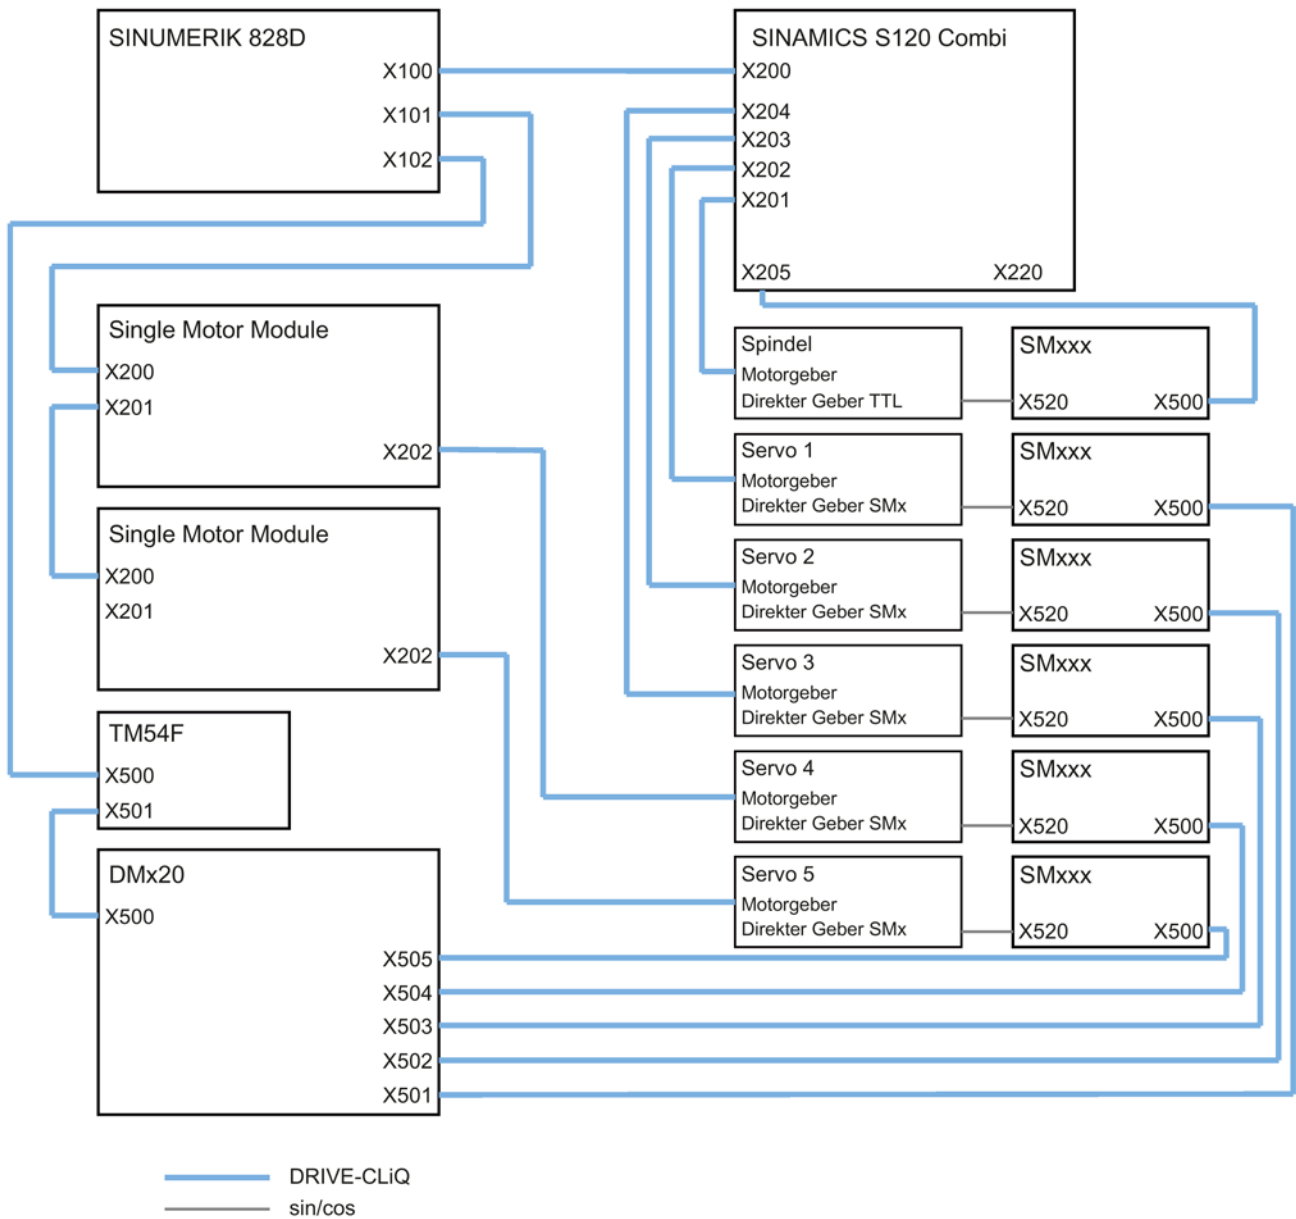 SINUMERIK 828D
X100
X101
X102
SINAMICS S120 Combi
X200
X204
X203
X202
X201
X205 X220
Single Motor Module
X200
X201
X202
Single Motor Module
X200
X201
X202
TM54F
X500
X501
DMx20
X500
X505
X504
X503
X502
X501
Spindel
Motorgeber
Direkter Geber TTL
SMxxx
X520 X500
Servo 1
Motorgeber
Direkter Geber SMx
SMxxx
X520 X500
Servo 2
Motorgeber
Direkter Geber SMx
SMxxx
X520 X500
Servo 3
Motorgeber
Direkter Geber SMx
SMxxx
X520 X500
Servo 4
Motorgeber
Direkter Geber SMx
SMxxx
X520 X500
Servo 5
Motorgeber
Direkter Geber SMx
SMxxx
X520 X500
DRIVE-CLiQ
sin/cos